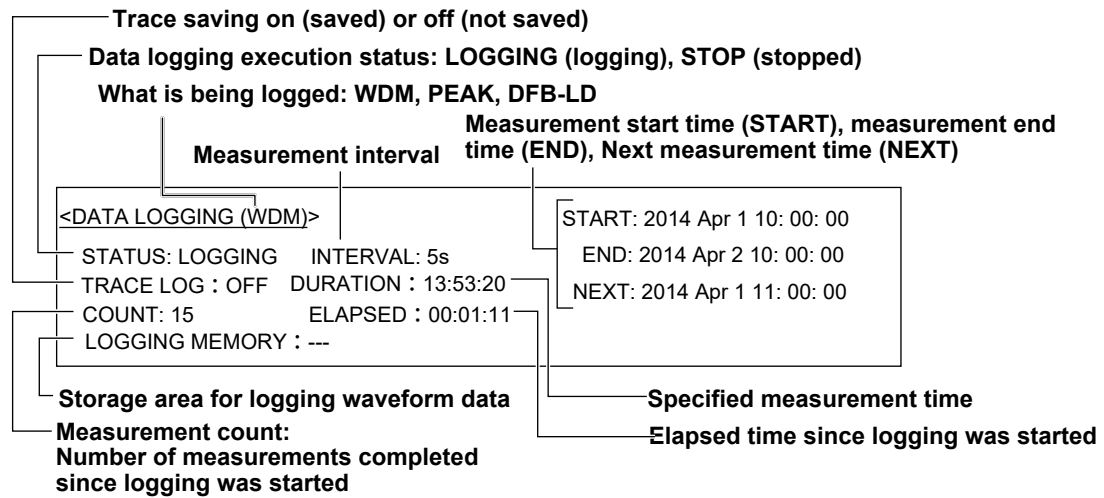 Trace saving on (saved) or off (not saved)
Data logging execution status: LOGGING (logging), STOP (stopped)
What is being logged: WDM, PEAK, DFB-LD
Measurement start time (START), measurement end
time (END), Next measurement time (NEXT)
Measurement interval
<DATA LOGGING (WDM)>
STATUS: LOGGING INTERVAL: 5s
TRACE LOG：OFF DURATION：13:53:20
COUNT: 15 ELAPSED：00:01:11
LOGGING MEMORY：---
START: 2014 Apr 1 10: 00: 00
END: 2014 Apr 2 10: 00: 00
NEXT: 2014 Apr 1 11: 00: 00
Storage area for logging waveform data
Specified measurement time
Measurement count:
Number of measurements completed
since logging was started
Elapsed time since logging was started